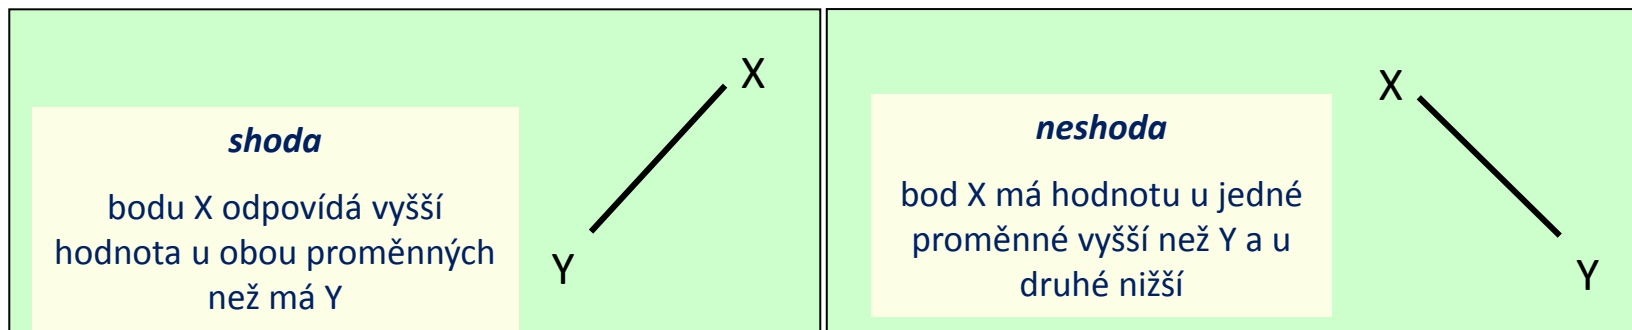 shoda
bodu X odpovídá vyšší
hodnota u obou proměnných
než má Y
X
Y
neshoda
bod X má hodnotu u jedné
proměnné vyšší než Y a u
druhé nižší
X
Y